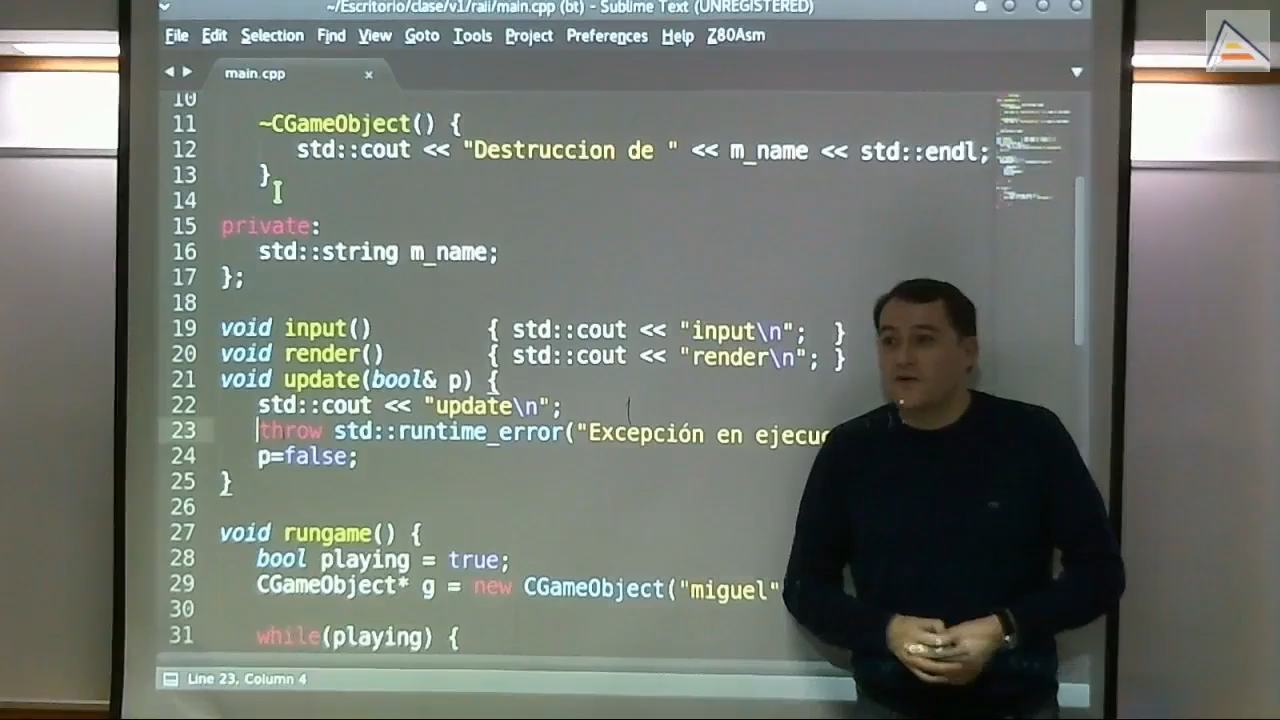 ~/Escritorio/clase/v1/raii/main.cpp (bt) - Sublime Text (UNREGISTERED)
File Edit Selection Find View Goto Tools Project Preferences Help Z80Asm
main.cpp ×
10
11 ~CGameObject() {
12 std::cout << "Destruccion de " << m_name << std::endl;
13 }
14
15 private:
16 std::string m_name;
17 };
18
19 void input() { std::cout << "input\n"; }
20 void render() { std::cout << "render\n"; }
21 void update(bool& p) {
22 std::cout << "update\n";
23 throw std::runtime_error("Excepción en
24 p=false;
25 }
26
27 void rungame() {
28 bool playing = true;
29 CGameObject* g = new CGameObject("miguel"
30
31 while(playing) {
Line 23, Column 4